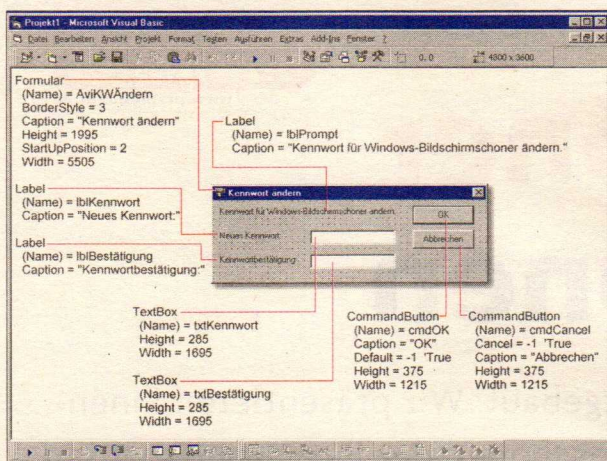 Projekt1 - Microsoft Visual Basic
Datei Bearbeiten Ansicht Projekt Format Testen Ausführen Extras Add-Ins Fenster ?
0, 0 4800 x 3600
Formular
(Name) = AviKWÄndern
BorderStyle = 3
Caption = "Kennwort ändern"
Height = 1995
StartUpPosition = 2
Width = 5505
Label
(Name) = lblPrompt
Caption = "Kennwort für Windows-Bildschirmschoner ändern."
Label
(Name) = lblKennwort
Caption = "Neues Kennwort:"
Label
(Name) = lblBestätigung
Caption = "Kennwortbestätigung:"
Kennwort ändern
Kennwort für Windows-Bildschirmschoner ändern.
OK
Neues Kennwort:
Abbrechen
Kennwortbestätigung:
TextBox
(Name) = txtKennwort
Height = 285
Width = 1695
TextBox
(Name) = txtBestätigung
Height = 285
Width = 1695
CommandButton
(Name) = cmdOK
Caption = "OK"
Default = -1 'True
Height = 375
Width = 1215
CommandButton
(Name) = cmdCancel
Cancel = -1 'True
Caption = "Abbrechen"
Height = 375
Width = 1215